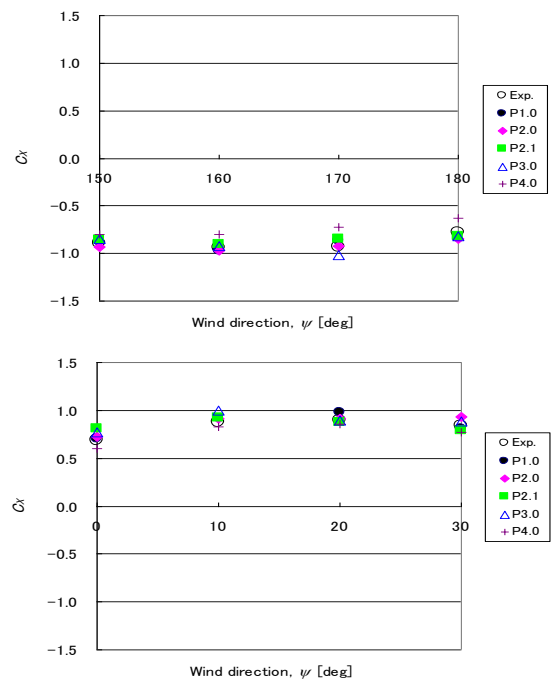 1.5
1.0
0.5
0.0
−0.5
−1.0
−1.5
Cx
150 160 170 180
Wind direction, ψ [deg]
Exp.
P1.0
P2.0
P2.1
P3.0
P4.0
1.5
1.0
0.5
0.0
−0.5
−1.0
−1.5
Cx
0 10 20 30
Wind direction, ψ [deg]
Exp.
P1.0
P2.0
P2.1
P3.0
P4.0